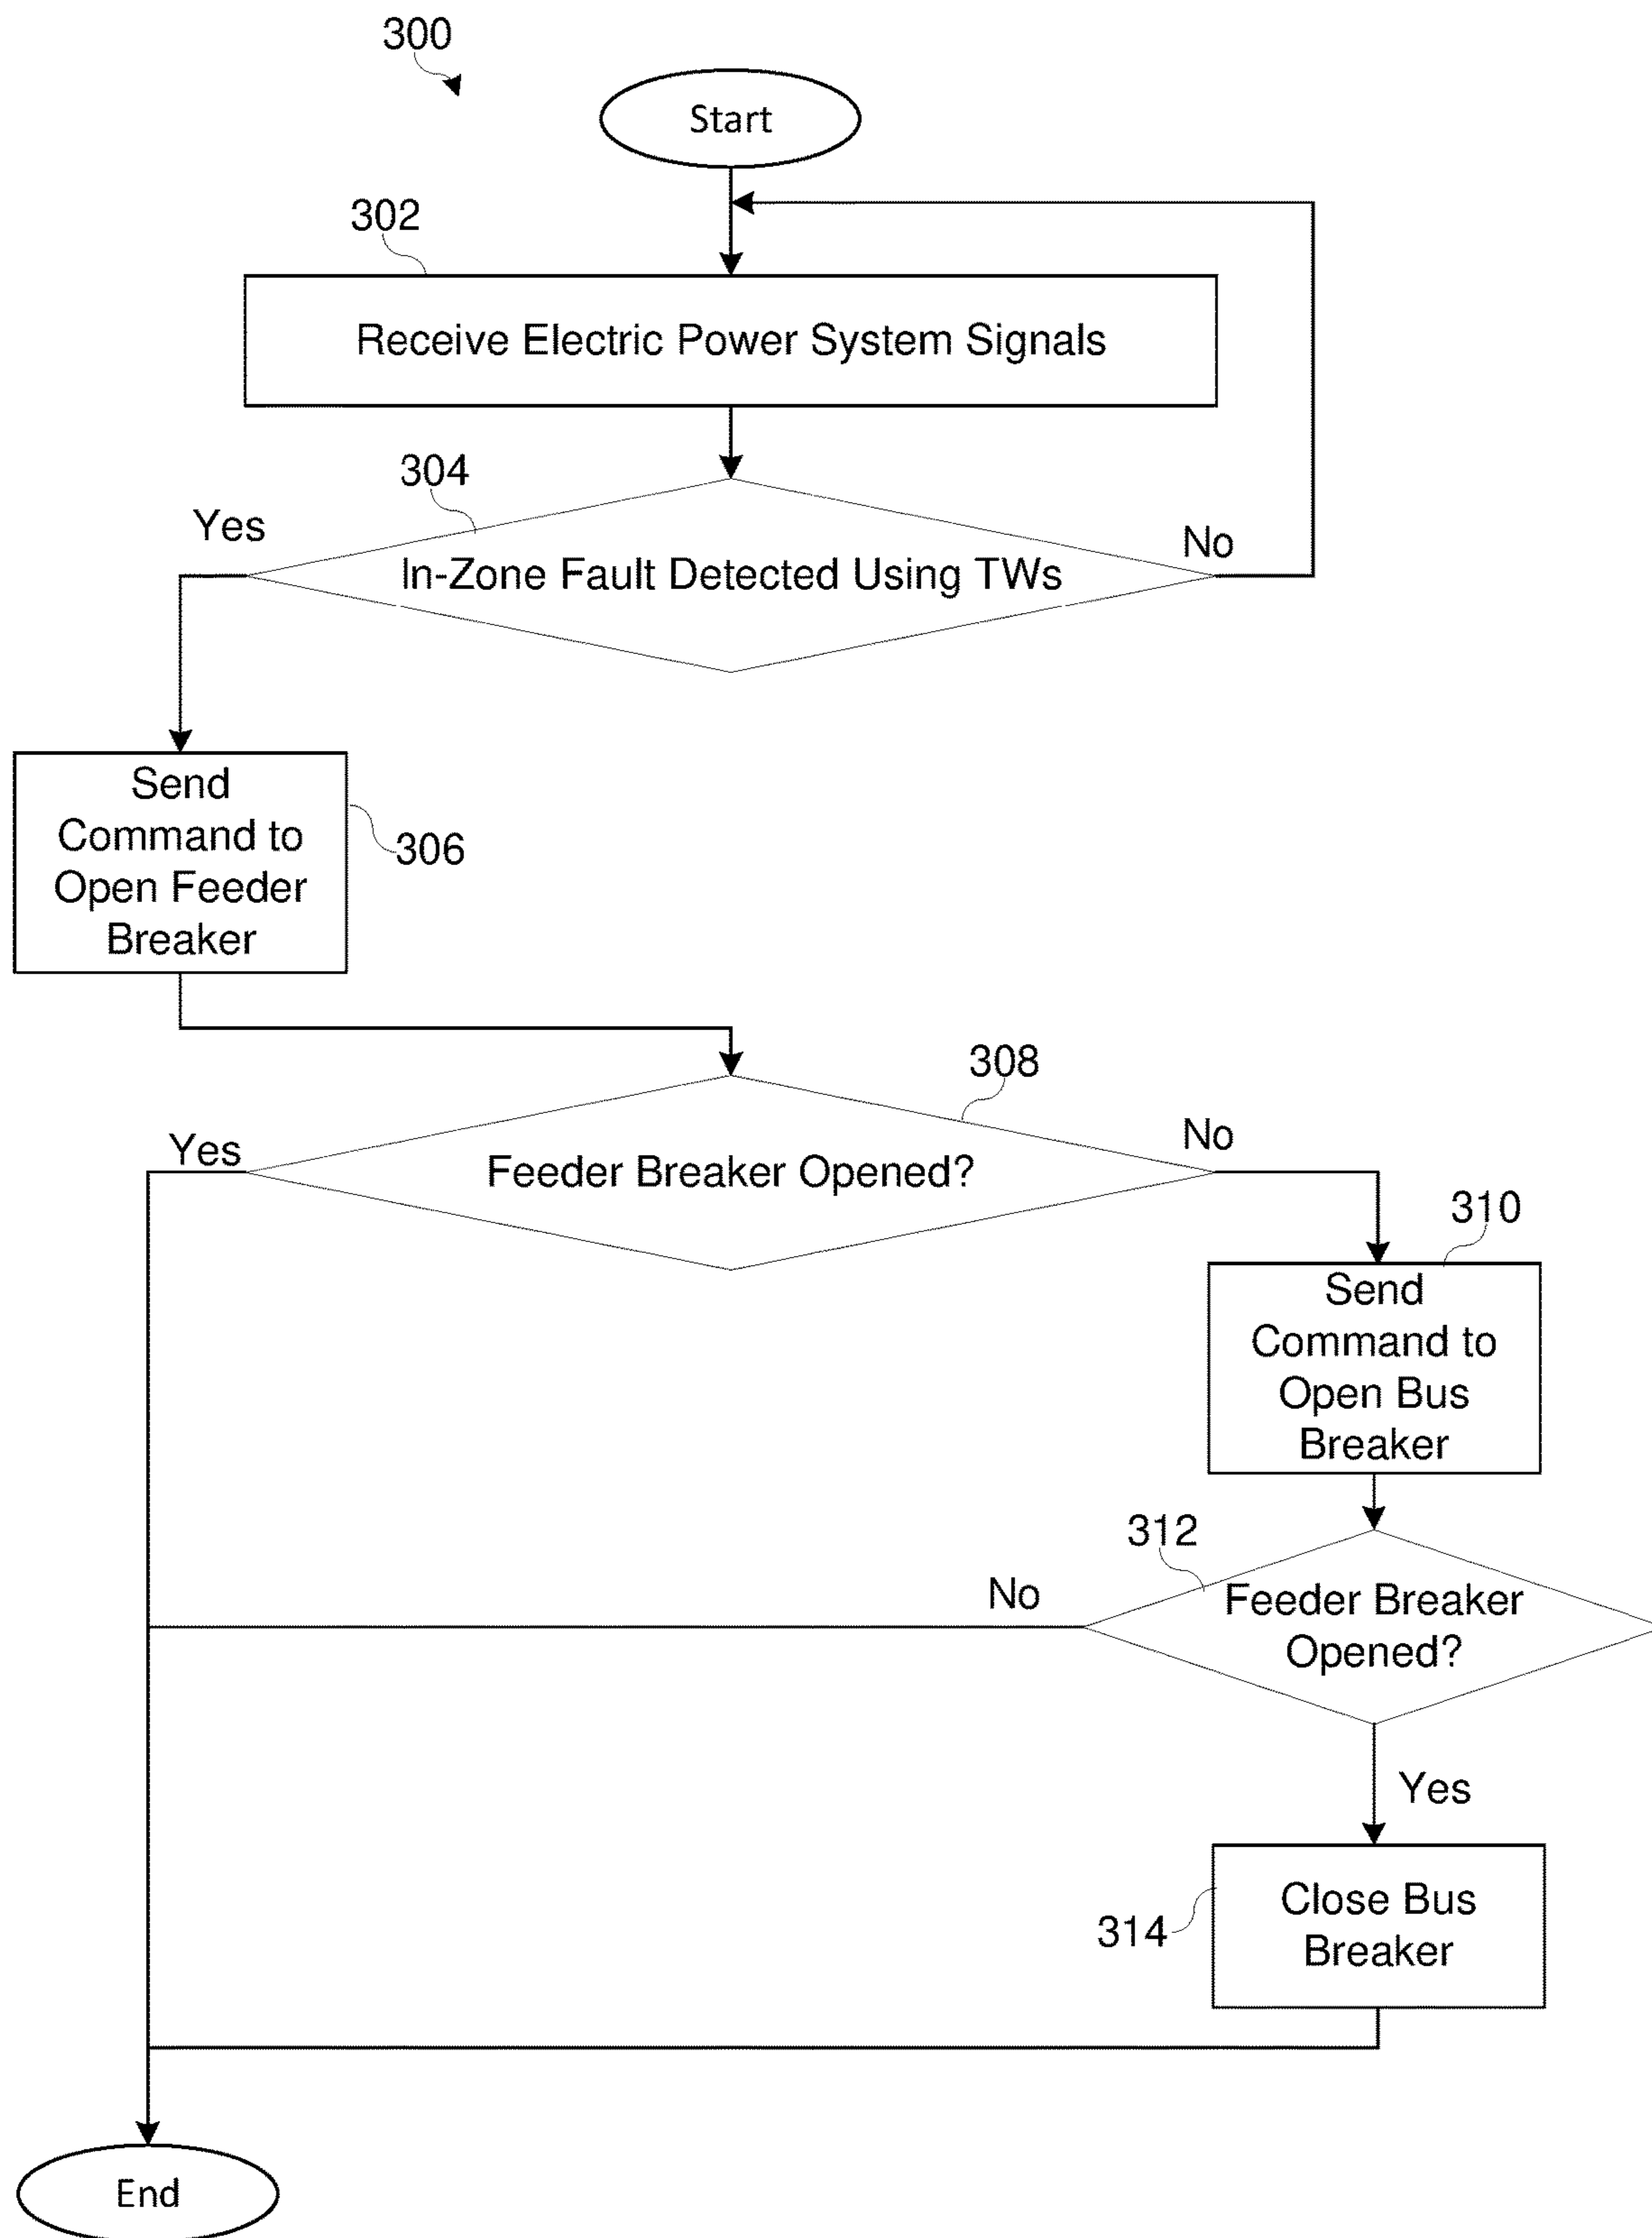 300
Start
302
Receive Electric Power System Signals
304
Yes
No
In-Zone Fault Detected Using TWs
Send
Command to
Open Feeder
Breaker
306
308
Yes
No
Feeder Breaker Opened?
310
Send
Command to
Open Bus
Breaker
312
No
Feeder Breaker
Opened?
Yes
Close Bus
Breaker
314
End